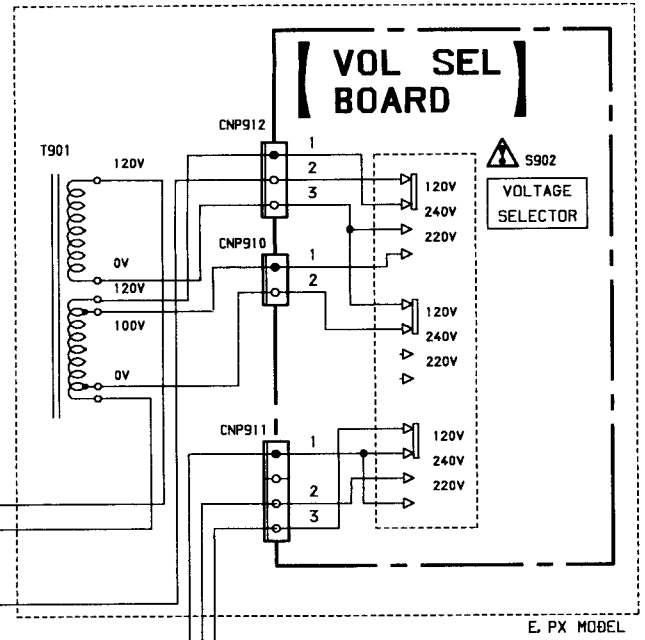 【 VOL SEL
BOARD 】
CNP912
T901
120V
0V
120V
100V
0V
1
2
3
CNP910
1
2
CNP911
1
2
3
120V
240V
220V
120V
240V
220V
120V
240V
220V
S902
VOLTAGE
SELECTOR
E, PX MODEL